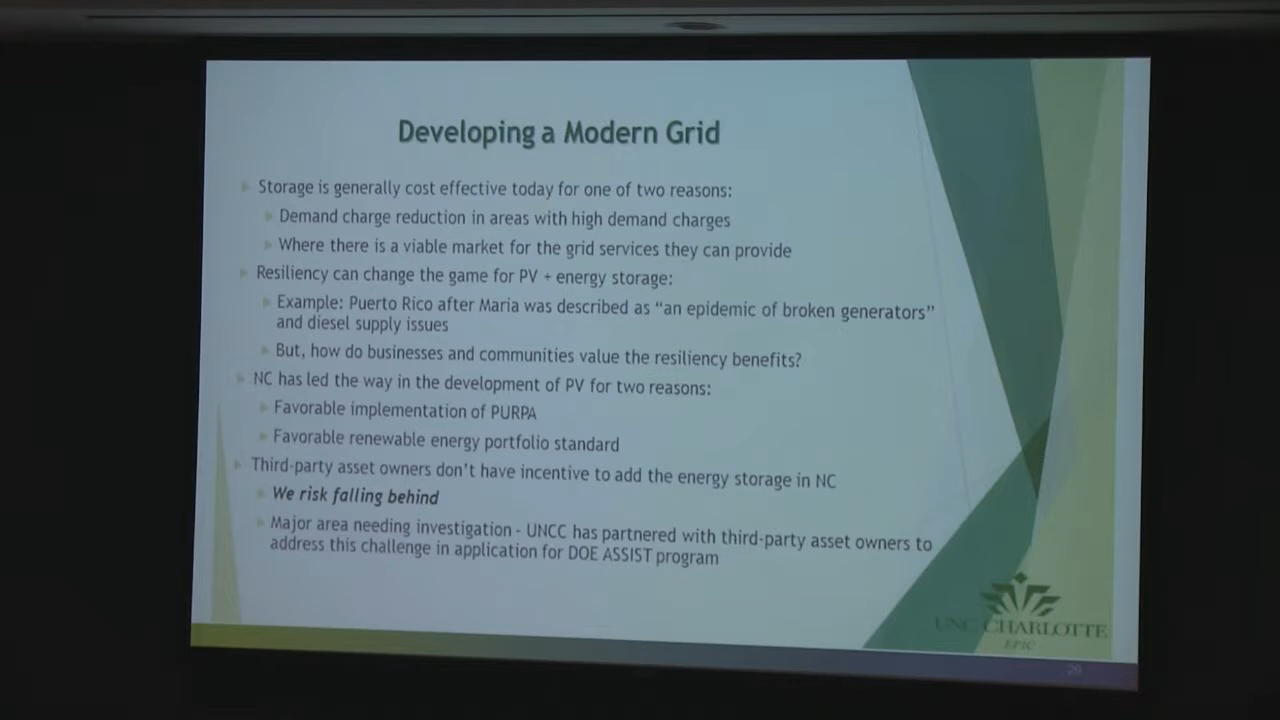 Developing a Modern Grid
Storage is generally cost effective today for one of two reasons:
Demand charge reduction in areas with high demand charges
Where there is a viable market for the grid services they can provide
Resiliency can change the game for PV + energy storage:
Example: Puerto Rico after Maria was described as “an epidemic of broken generators”
and diesel supply issues
But, how do businesses and communities value the resiliency benefits?
NC has led the way in the development of PV for two reasons:
Favorable implementation of PURPA
Favorable renewable energy portfolio standard
Third-party asset owners don’t have incentive to add the energy storage in NC
We risk falling behind
Major area needing investigation - UNCC has partnered with third-party asset owners to
address this challenge in application for DOE ASSIST program
UNC CHARLOTTE
EPIC
20